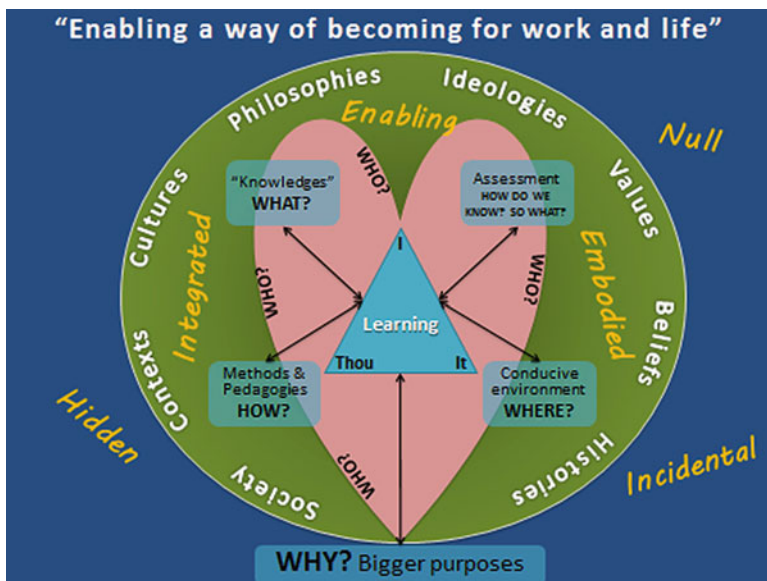 “Enabling a way of becoming for work and life”
Philosophies
Ideologies
Enabling
Null
Cultures
Values
WHO?
“Knowledges”
WHAT?
Assessment
HOW DO WE
KNOW? SO WHAT?
Integrated
I
Embodied
WHO?
WHO?
Learning
Beliefs
Contexts
Thou
It
Methods &
Pedagogies
HOW?
Conducive
environment
WHERE?
Hidden
WHO?
Society
Histories
Incidental
WHY? Bigger purposes